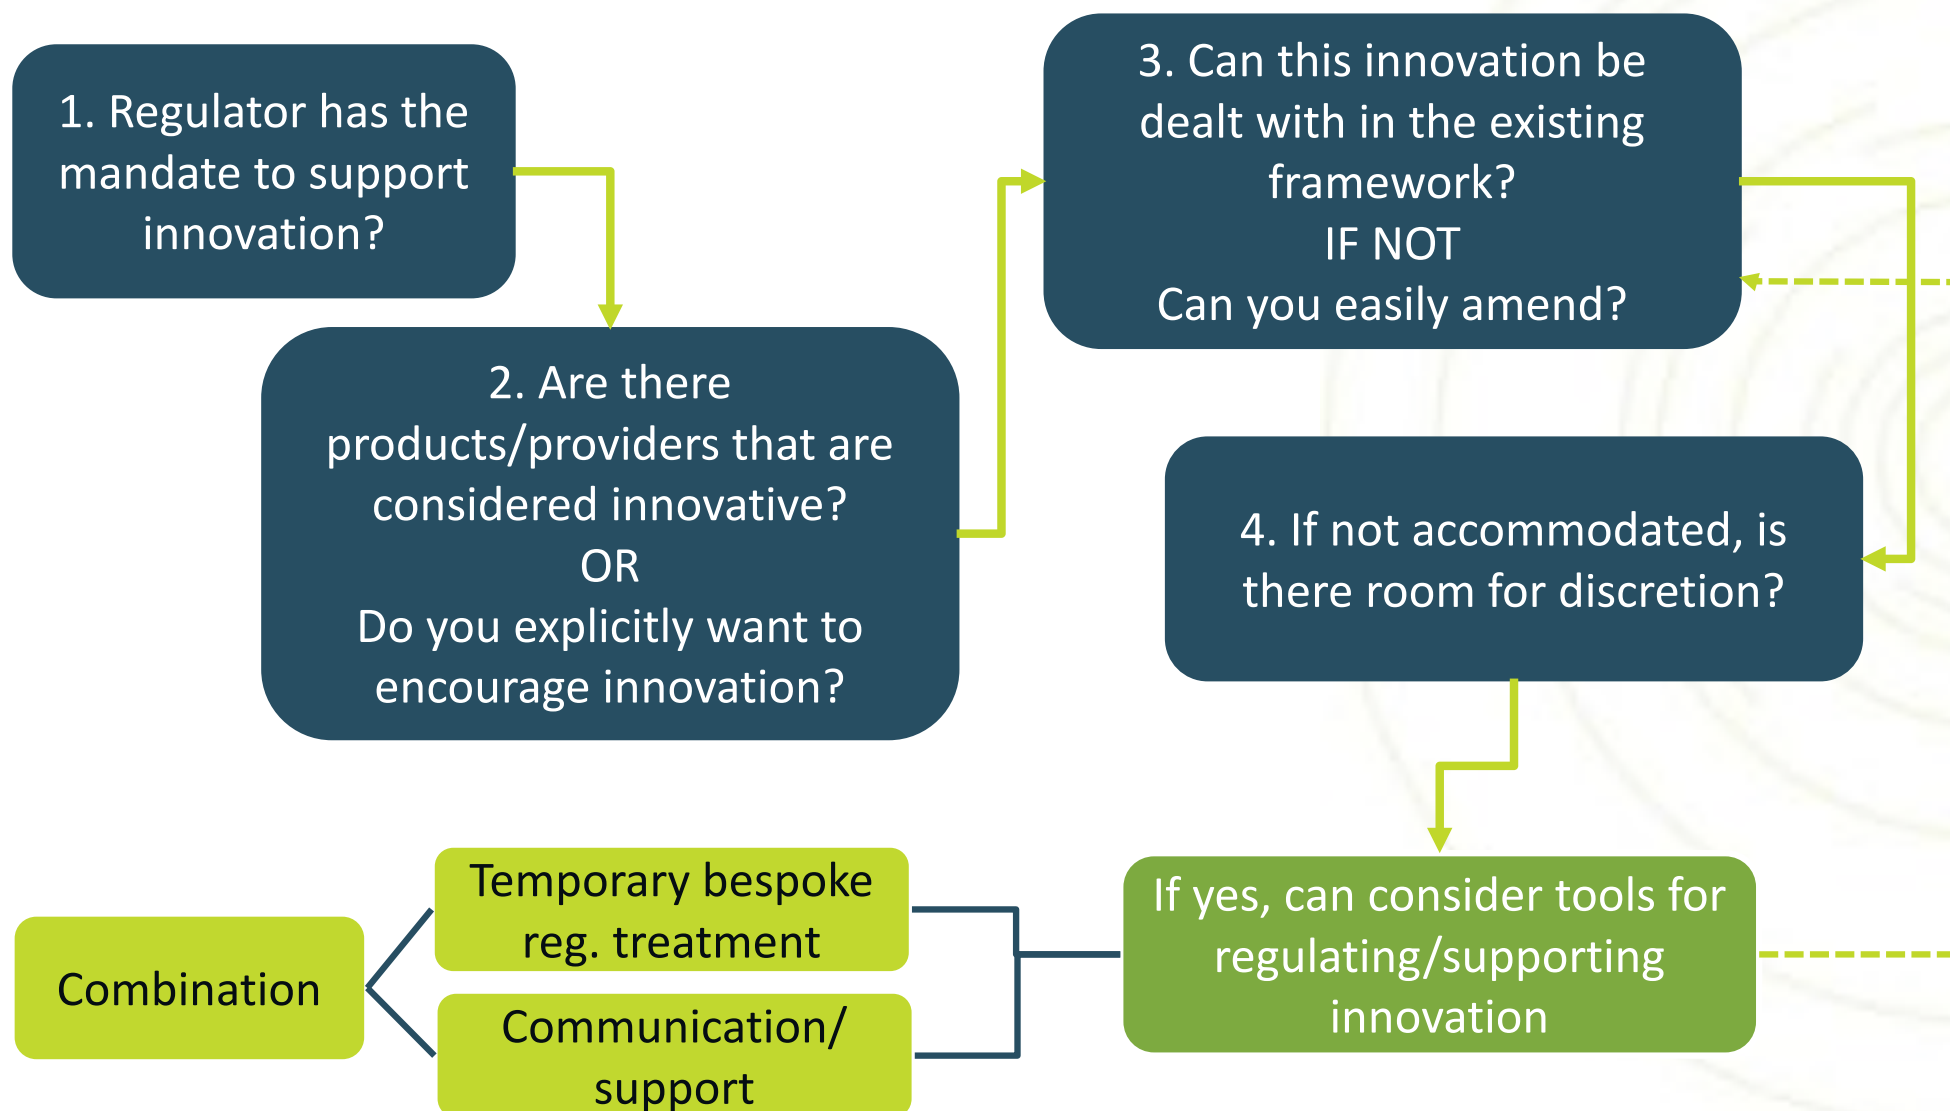 1. Regulator has the
mandate to support
innovation?
2. Are there
products/providers that are
considered innovative?
OR
Do you explicitly want to
encourage innovation?
3. Can this innovation be
dealt with in the existing
framework?
IF NOT
Can you easily amend?
4. If not accommodated, is
there room for discretion?
If yes, can consider tools for
regulating/supporting
innovation
Temporary bespoke
reg. treatment
Communication/
support
Combination